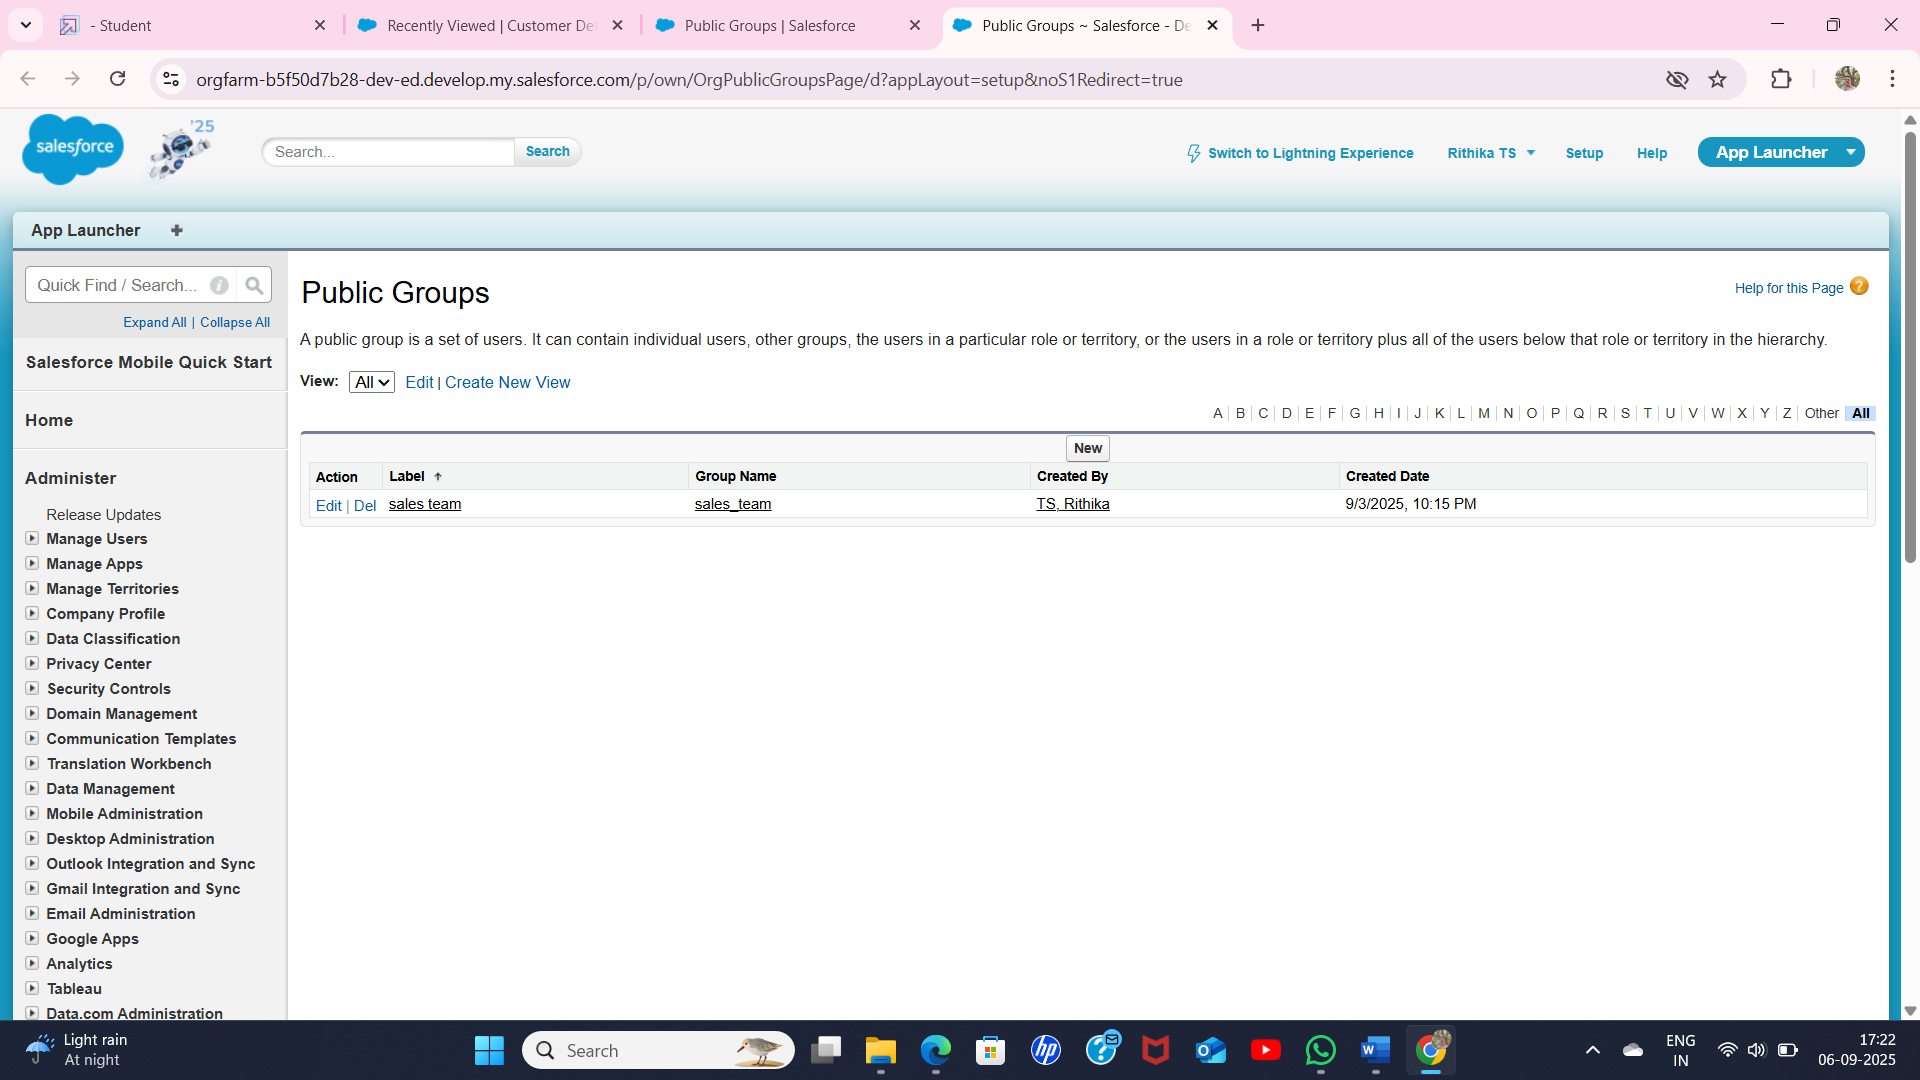 - Student
Recently Viewed | Customer De
Public Groups | Salesforce
Public Groups ~ Salesforce - De
orgfarm-b5f50d7b28-dev-ed.develop.my.salesforce.com/p/own/OrgPublicGroupsPage/d?appLayout=setup&noS1Redirect=true
salesforce
'25
Search...
Search
Switch to Lightning Experience
Rithika TS
Setup
Help
App Launcher
App Launcher
Quick Find / Search...
Expand All | Collapse All
Salesforce Mobile Quick Start
Home
Administer
Release Updates
Manage Users
Manage Apps
Manage Territories
Company Profile
Data Classification
Privacy Center
Security Controls
Domain Management
Communication Templates
Translation Workbench
Data Management
Mobile Administration
Desktop Administration
Outlook Integration and Sync
Gmail Integration and Sync
Email Administration
Google Apps
Analytics
Tableau
Data.com Administration
Public Groups
Help for this Page ?
A public group is a set of users. It can contain individual users, other groups, the users in a particular role or territory, or the users in a role or territory plus all of the users below that role or territory in the hierarchy.
View: All Edit | Create New View
A | B | C | D | E | F | G | H | I | J | K | L | M | N | O | P | Q | R | S | T | U | V | W | X | Y | Z | Other | All
New
Action Label Group Name Created By Created Date
Edit | Del sales team sales_team TS, Rithika 9/3/2025, 10:15 PM
Light rain
At night
Search
hp
ENG
IN
17:22
06-09-2025